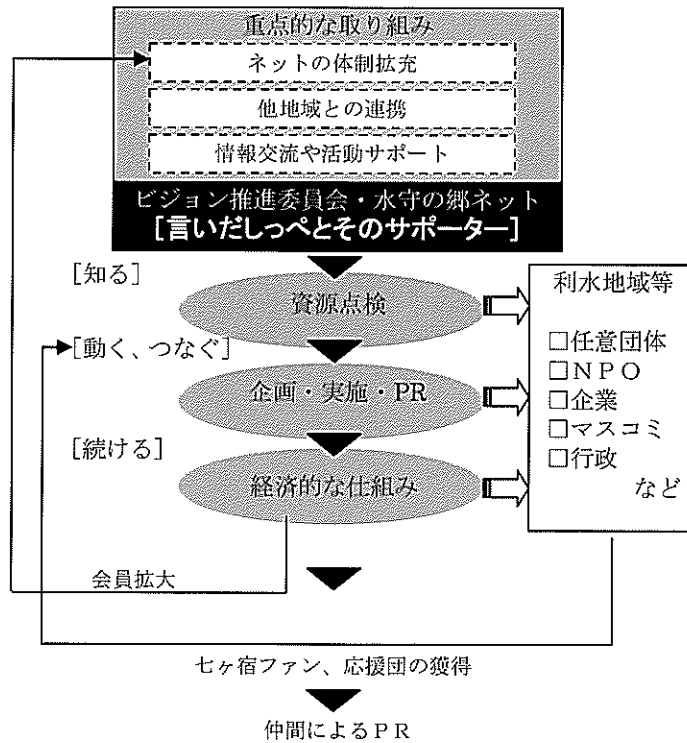 重点的な取り組み
ネットの体制拡充
他地域との連携
情報交流や活動サポート
ビジョン推進委員会・水守の郷ネット
[言いだしっぺとそのサポーター]
[知る]
資源点検
[動く、つなぐ]
企画・実施・PR
[続ける]
経済的な仕組み
利水地域等
□任意団体
□NPO
□企業
□マスコミ
□行政
など
会員拡大
七ヶ宿ファン、応援団の獲得
仲間によるPR